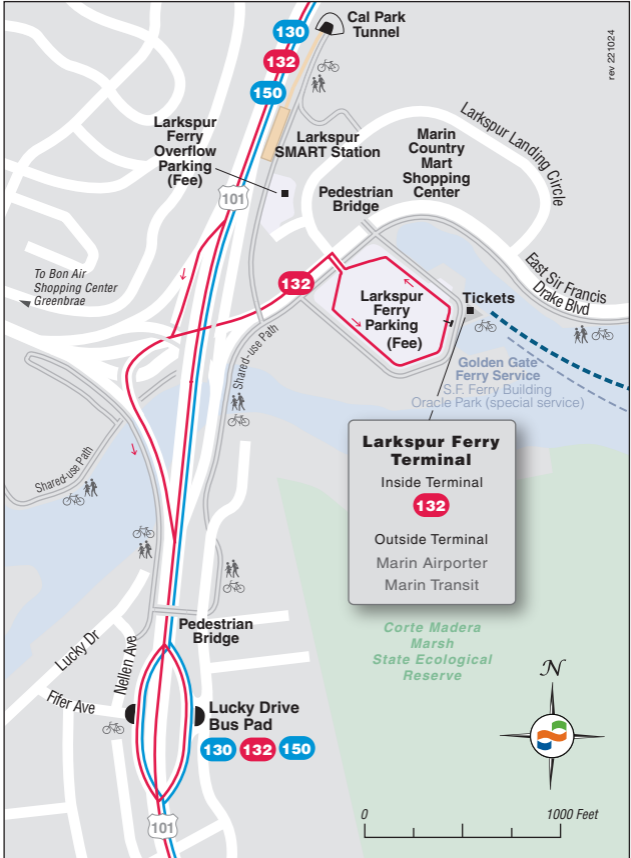 130
132
150
Cal Park
Tunnel
rev 221024
Larkspur
Ferry
Overflow
Parking
(Fee)
Larkspur
SMART Station
Marin
Country
Mart
Shopping
Center
Larkspur Landing Circle
101
Pedestrian
Bridge
To Bon Air
Shopping Center
Greenbrae
132
Larkspur
Ferry
Parking
(Fee)
Tickets
East Sir Francis
Drake Blvd
Shared-use Path
Golden Gate
Ferry Service
S.F. Ferry Building
Oracle Park (special service)
Larkspur Ferry
Terminal
Inside Terminal
132
Outside Terminal
Marin Airporter
Marin Transit
Shared-use Path
Corte Madera
Marsh
State Ecological
Reserve
Pedestrian
Bridge
Lucky Dr
Nellen Ave
Fifer Ave
Lucky Drive
Bus Pad
130 132 150
N
101
0 1000 Feet